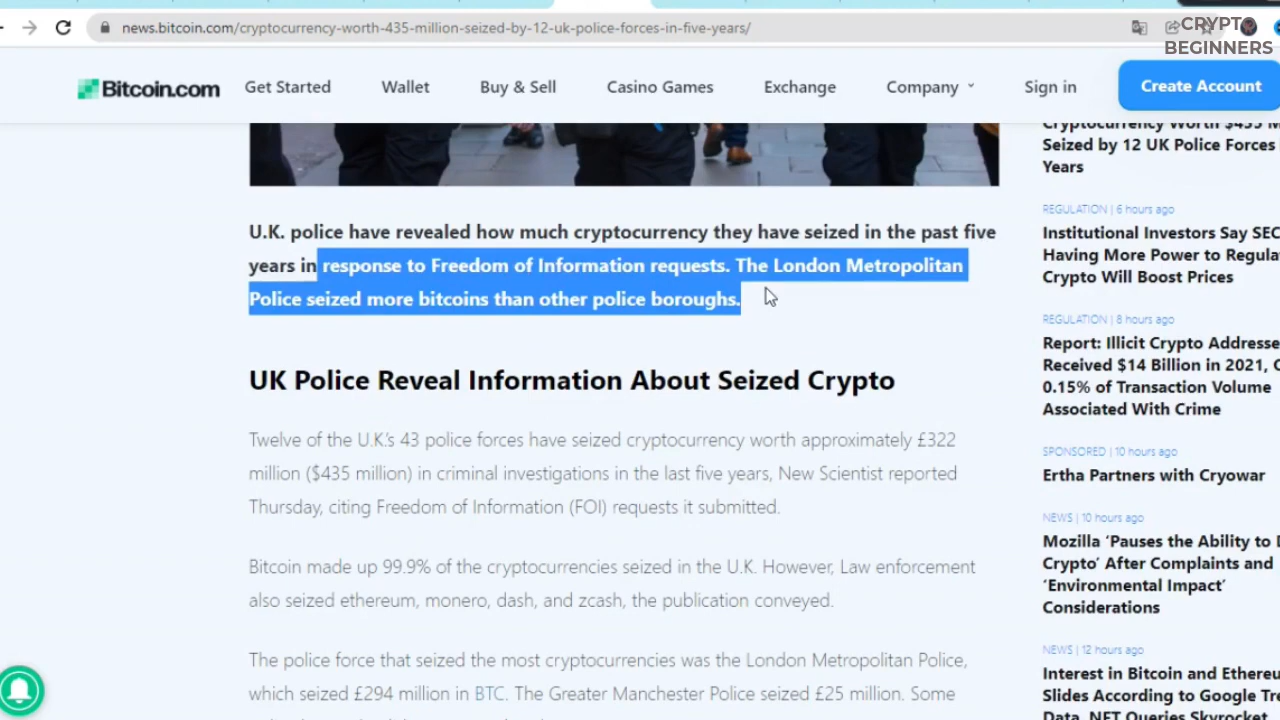 CRYPTO
BEGINNERS
news.bitcoin.com/cryptocurrency-worth-435-million-seized-by-12-uk-police-forces-in-five-years/
Bitcoin.com
Get Started
Wallet
Buy & Sell
Casino Games
Exchange
Company
Sign in
Create Account
U.K. police have revealed how much cryptocurrency they have seized in the past five
years in response to Freedom of Information requests. The London Metropolitan
Police seized more bitcoins than other police boroughs.
UK Police Reveal Information About Seized Crypto
Twelve of the U.K.'s 43 police forces have seized cryptocurrency worth approximately £322
million ($435 million) in criminal investigations in the last five years, New Scientist reported
Thursday, citing Freedom of Information (FOI) requests it submitted.
Bitcoin made up 99.9% of the cryptocurrencies seized in the U.K. However, Law enforcement
also seized ethereum, monero, dash, and zcash, the publication conveyed.
The police force that seized the most cryptocurrencies was the London Metropolitan Police,
which seized £294 million in BTC. The Greater Manchester Police seized £25 million. Some
Cryptocurrency Worth $435
Seized by 12 UK Police Forces
Years
REGULATION | 6 hours ago
Institutional Investors Say SEC
Having More Power to
Crypto Will Boost Prices
REGULATION | 8 hours ago
Report: Illicit Crypto
Received $14 Billion in 2021,
0.15% of Transaction Volume
Associated With Crime
SPONSORED | 10 hours ago
Ertha Partners with Cryowar
NEWS | 10 hours ago
Mozilla 'Pauses the Ability to
Crypto' After Complaints and
'Environmental Impact'
Considerations
NEWS | 12 hours ago
Interest in Bitcoin and
Slides According to Google
Data, NFT Queries Skyrocket